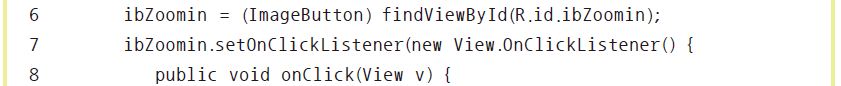 6 ibZoomin = (ImageButton) findViewById(R.id.ibZoomin);
7 ibZoomin.setOnClickListener(new View.OnClickListener() {
8 public void onClick(View v) {